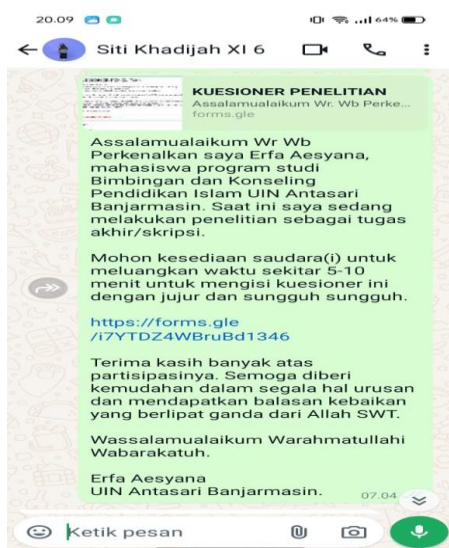 20.09
64%
Siti Khadijah XI 6
KUESIONER PENELITIAN
Assalamualaikum Wr. Wb Perke...
forms.gle
Assalamualaikum Wr Wb
Perkenalkan saya Erfa Aesyana,
mahasiswa program studi
Bimbingan dan Konseling
Pendidikan Islam UIN Antasari
Banjarmasin. Saat ini saya sedang
melakukan penelitian sebagai tugas
akhir/skripsi.
Mohon kesediaan saudara(i) untuk
meluangkan waktu sekitar 5-10
menit untuk mengisi kuesioner ini
dengan jujur dan sungguh sungguh.
https://forms.gle
/i7YTDZ4WBruBd1346
Terima kasih banyak atas
partisipasinya. Semoga diberi
kemudahan dalam segala hal urusan
dan mendapatkan balasan kebaikan
yang berlipat ganda dari Allah SWT.
Wassalamualaikum Warahmatullahi
Wabarakatuh.
Erfa Aesyana
UIN Antasari Banjarmasin.
07.04
Ketik pesan